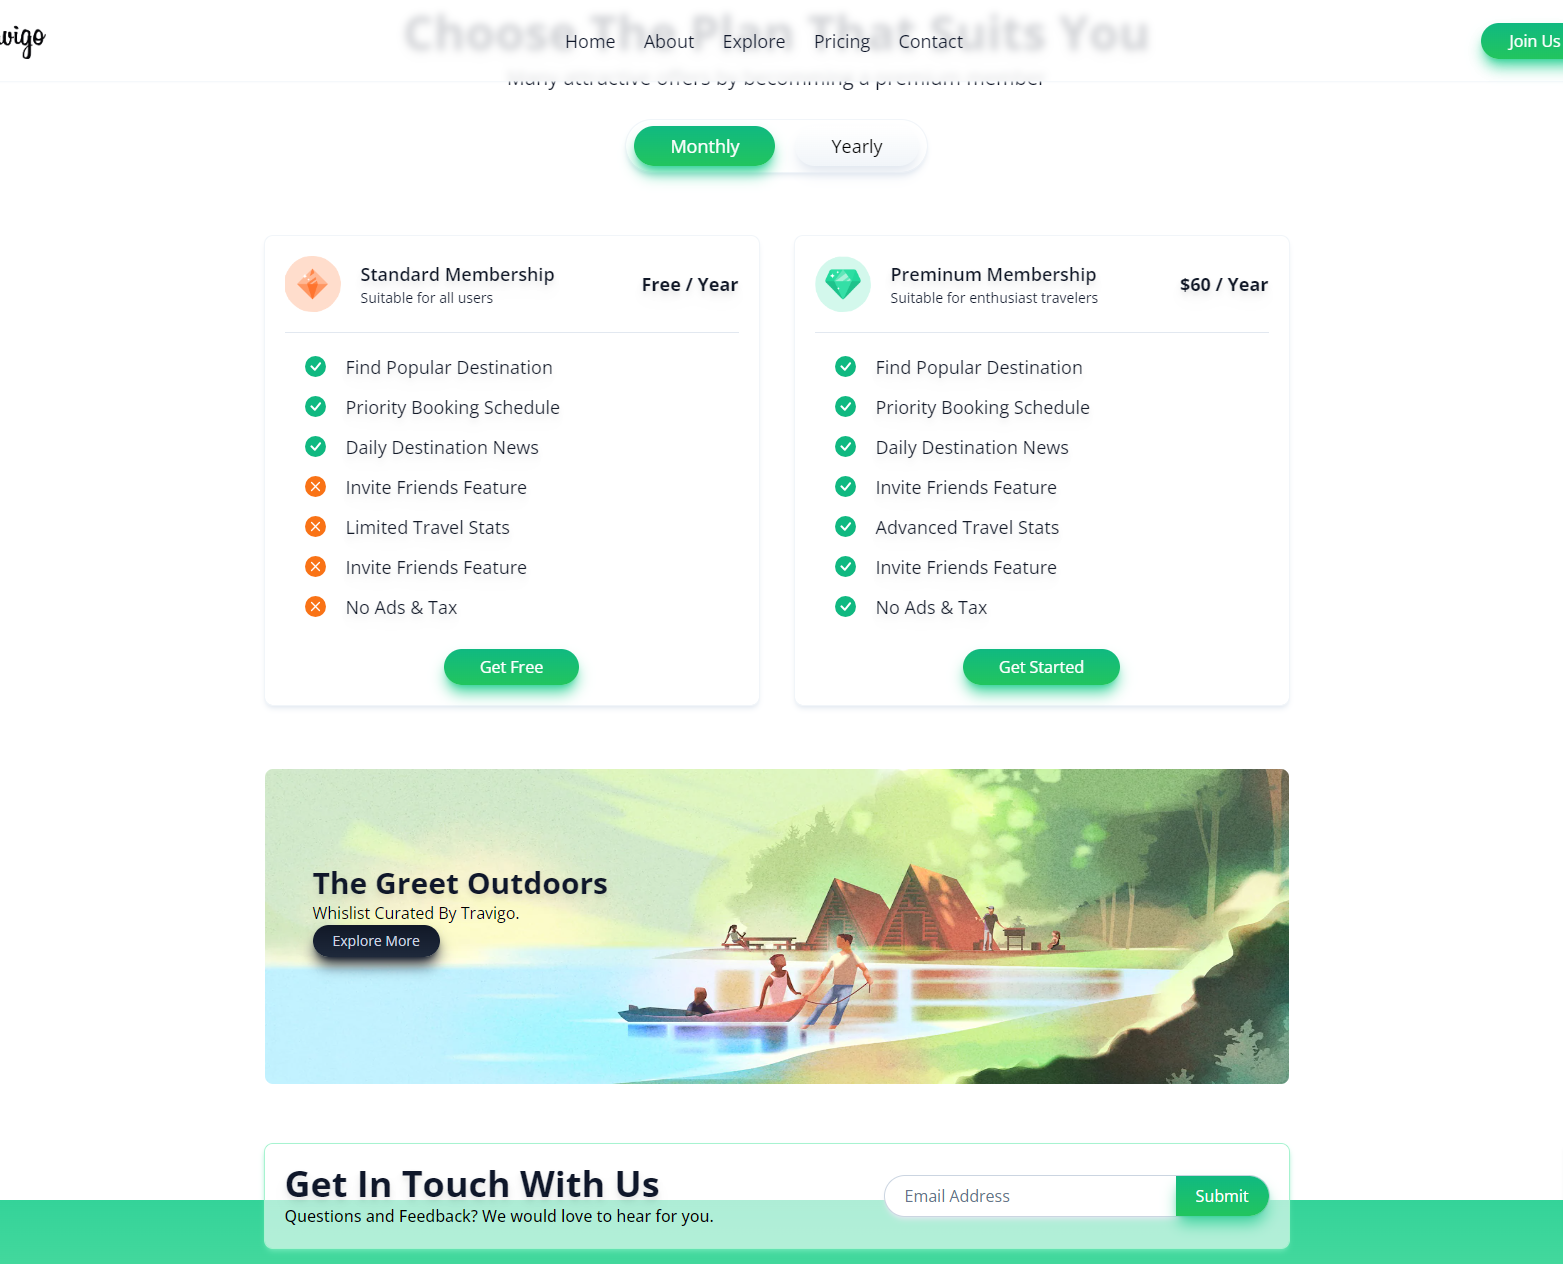 Choose The Plan That Suits You
avigo
Home About Explore Pricing Contact
Join Us
Many attractive offers by becomming a premium member
Monthly Yearly
Standard Membership
Suitable for all users
Free / Year
Find Popular Destination
Priority Booking Schedule
Daily Destination News
Invite Friends Feature
Limited Travel Stats
Invite Friends Feature
No Ads & Tax
Get Free
Preminum Membership
Suitable for enthusiast travelers
$60 / Year
Find Popular Destination
Priority Booking Schedule
Daily Destination News
Invite Friends Feature
Advanced Travel Stats
Invite Friends Feature
No Ads & Tax
Get Started
The Greet Outdoors
Whislist Curated By Travigo.
Explore More
Get In Touch With Us
Questions and Feedback? We would love to hear for you.
Email Address
Submit